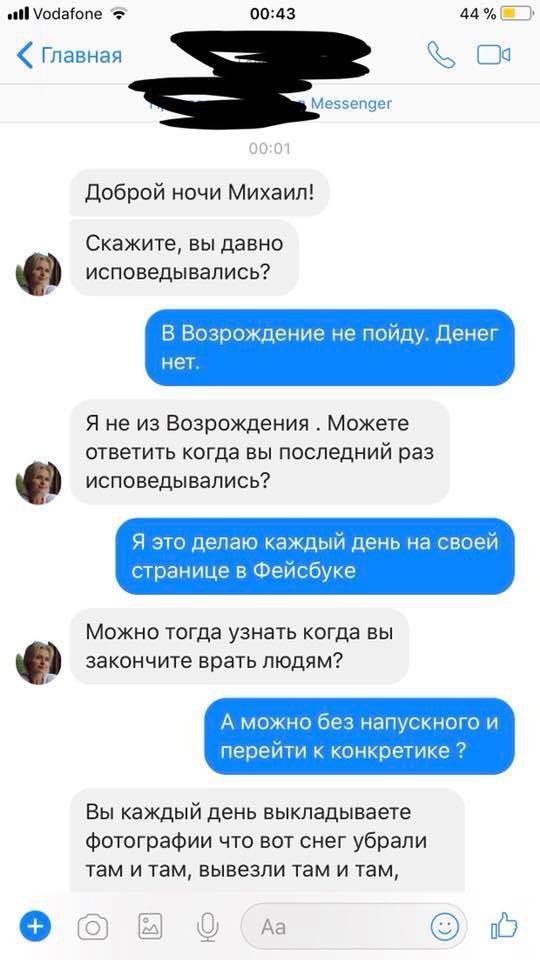 Vodafone
00:43
44 %
Главная
Messenger
00:01
Доброй ночи Михаил!
Скажите, вы давно
исповедывались?
В Возрождение не пойду. Денег
нет.
Я не из Возрождения . Можете
ответить когда вы последний раз
исповедывались?
Я это делаю каждый день на своей
странице в Фейсбуке
Можно тогда узнать когда вы
закончите врать людям?
А можно без напускного и
перейти к конкретике ?
Вы каждый день выкладываете
фотографии что вот снег убрали
там и там, вывезли там и там,
Aa